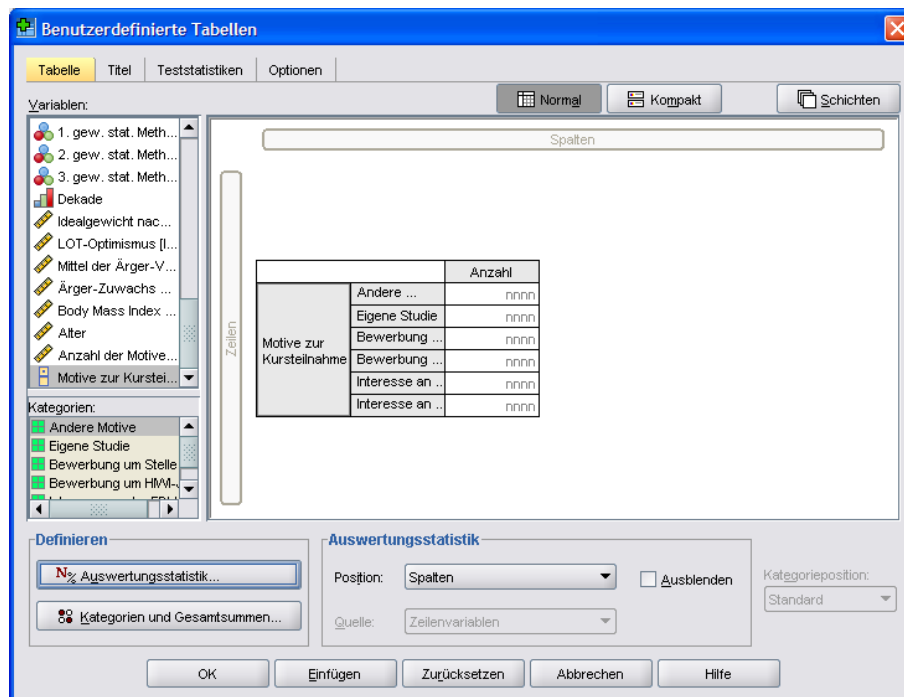 Benutzerdefinierte Tabellen
Tabelle Titel Teststatistiken Optionen
Variablen:
Normal Kompakt Schichten
1. gew. stat. Meth...
2. gew. stat. Meth...
3. gew. stat. Meth...
Dekade
Idealgewicht nac...
LOT-Optimismus [I...
Mittel der Ärger-V...
Ärger-Zuwachs ...
Body Mass Index ...
Alter
Anzahl der Motive...
Motive zur Kurstei...
Kategorien:
Andere Motive
Eigene Studie
Bewerbung um Stelle
Bewerbung um HIWI-
Spalten
Zeilen
Anzahl
Motive zur Kursteilnahme
Andere ... nnnn
Eigene Studie nnnn
Bewerbung ... nnnn
Bewerbung ... nnnn
Interesse an .. nnnn
Interesse an .. nnnn
Definieren
N% Auswertungsstatistik...
Kategorien und Gesamtsummen...
Auswertungsstatistik
Position: Spalten Ausblenden
Quelle: Zeilenvariablen
Kategorieposition:
Standard
OK Einfügen Zurücksetzen Abbrechen Hilfe